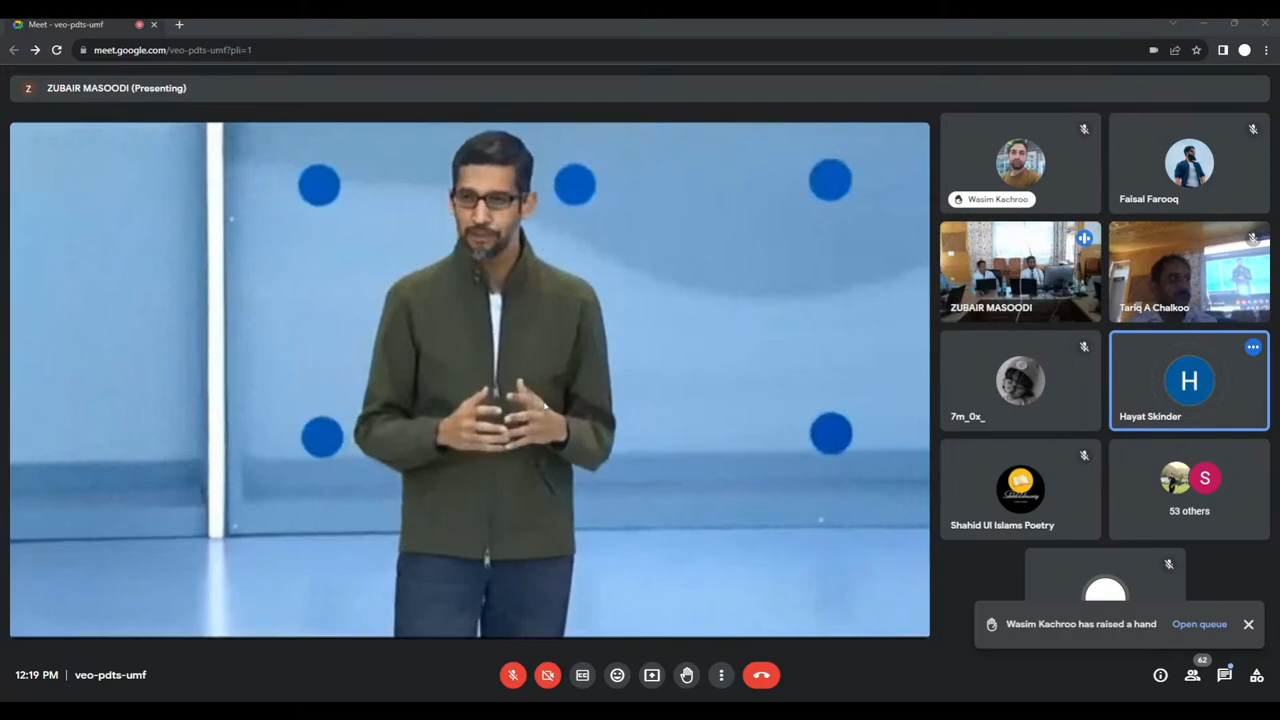 Meet - veo-pdts-umf
meet.google.com/veo-pdts-umf?pli=1
Z ZUBAIR MASOODI (Presenting)
Wasim Kachroo
Faisal Farooq
ZUBAIR MASOODI
Tariq A Chalkoo
7m_0x_
H
Hayat Skinder
Shahid Ul Islams Poetry
S
53 others
Wasim Kachroo has raised a hand Open queue
12:19 PM | veo-pdts-umf
62